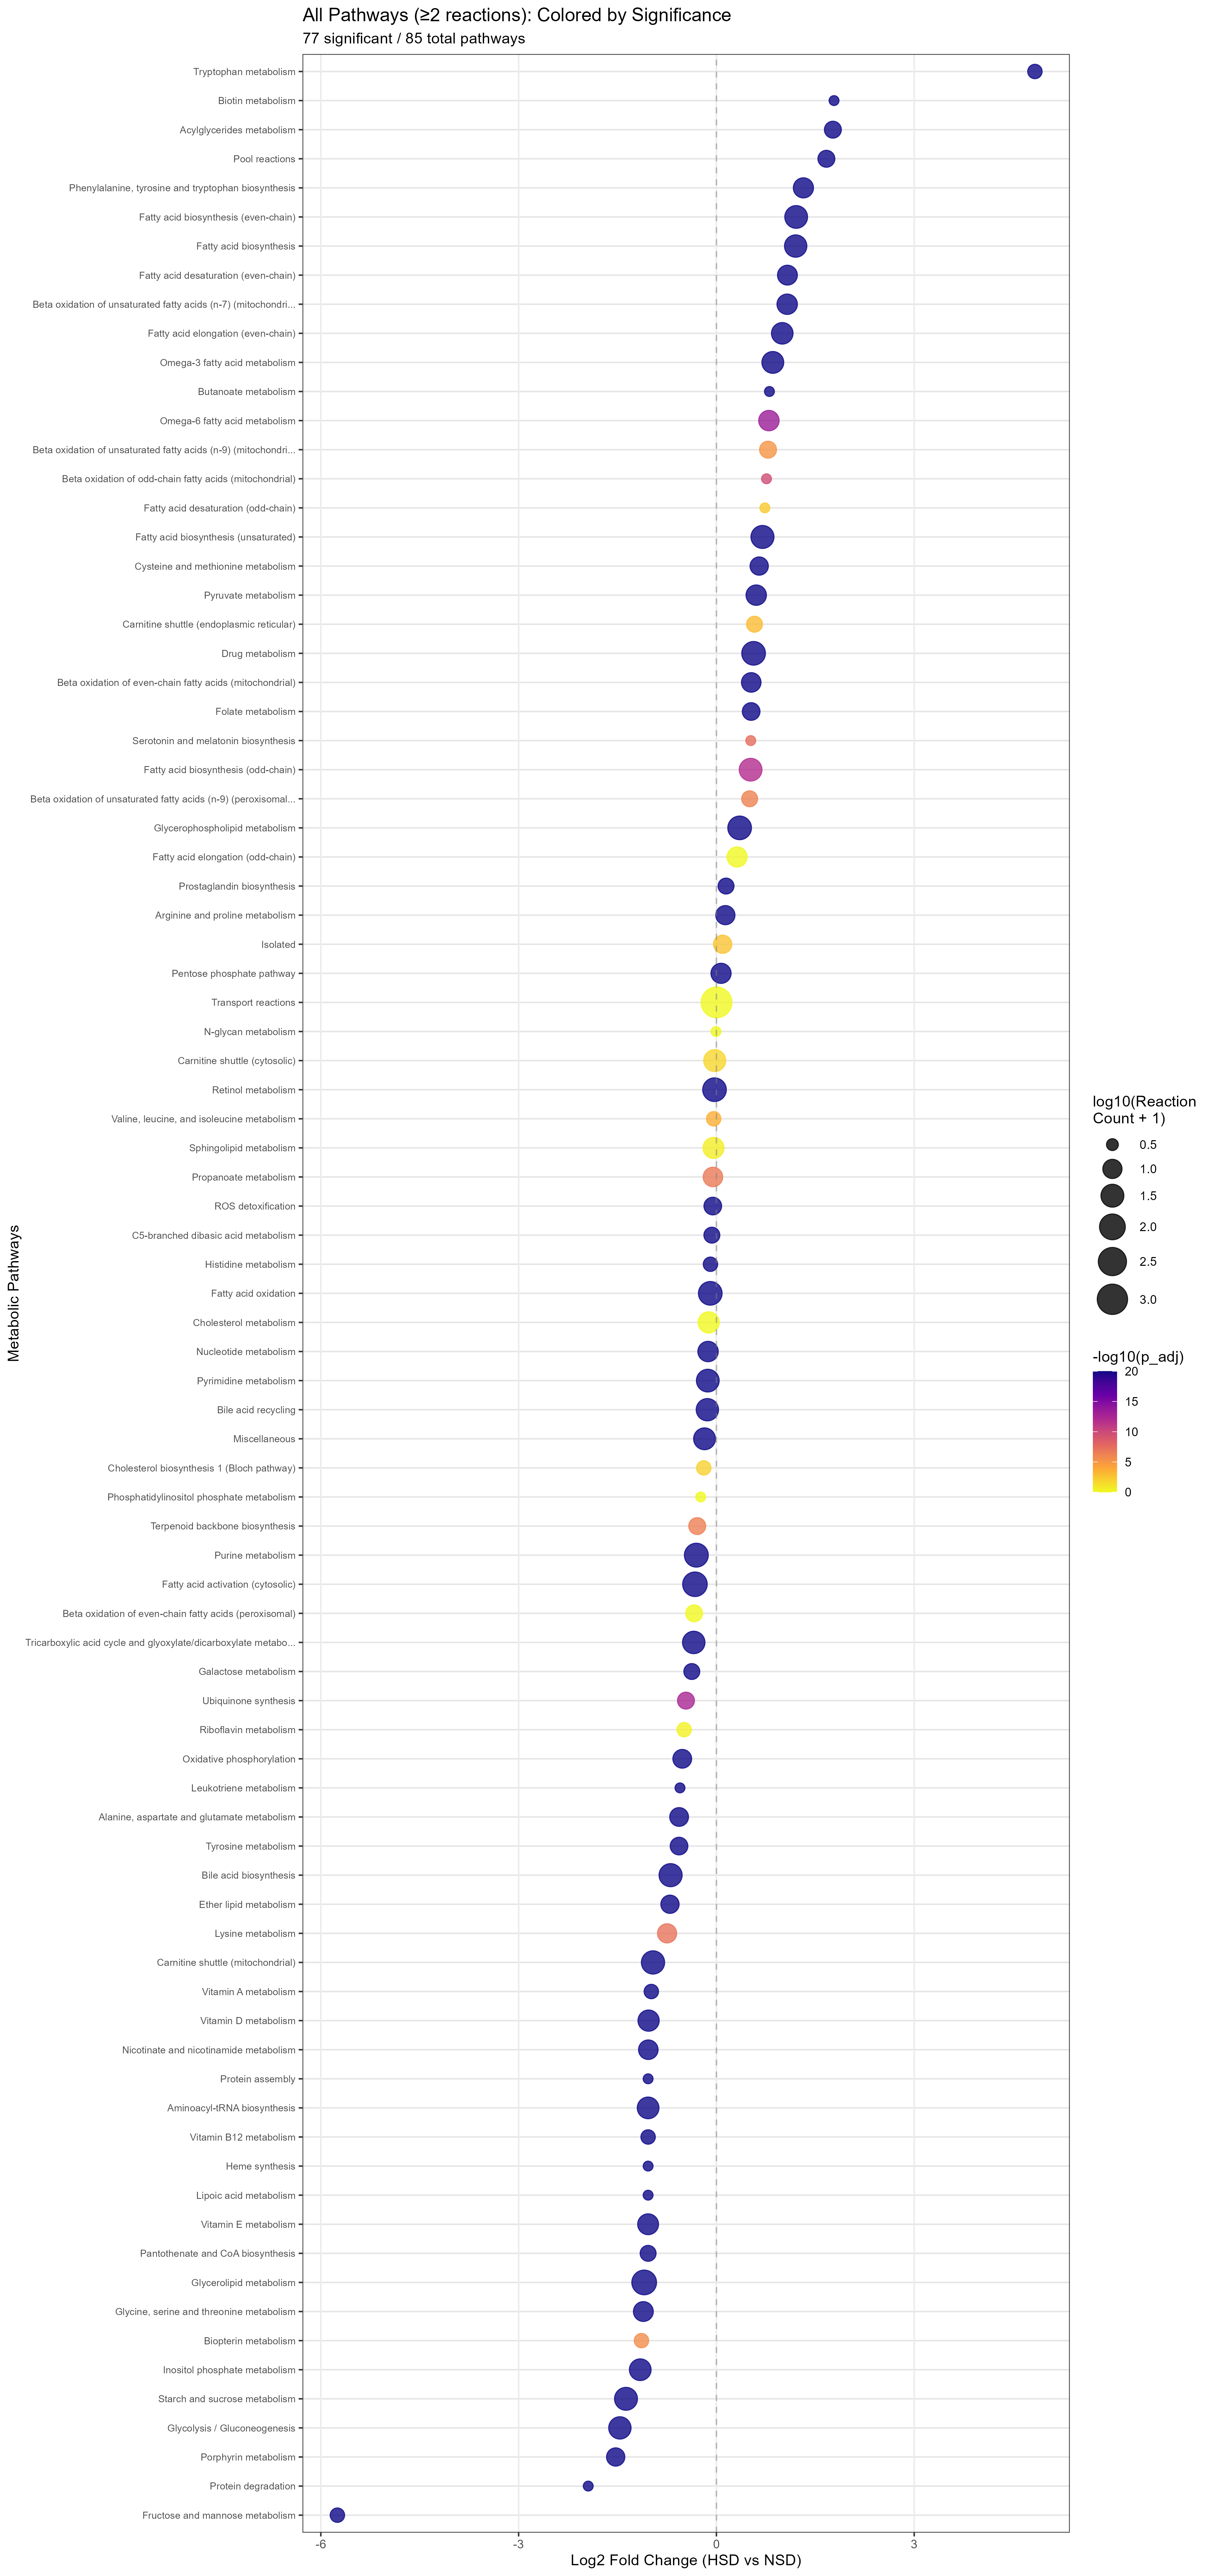 All Pathways (≥2 reactions): Colored by Significance
77 significant / 85 total pathways
Metabolic Pathways
Tryptophan metabolism
Biotin metabolism
Acylglycerides metabolism
Pool reactions
Phenylalanine, tyrosine and tryptophan biosynthesis
Fatty acid biosynthesis (even-chain)
Fatty acid biosynthesis
Fatty acid desaturation (even-chain)
Beta oxidation of unsaturated fatty acids (n-7) (mitochondri...
Fatty acid elongation (even-chain)
Omega-3 fatty acid metabolism
Butanoate metabolism
Omega-6 fatty acid metabolism
Beta oxidation of unsaturated fatty acids (n-9) (mitochondri...
Beta oxidation of odd-chain fatty acids (mitochondrial)
Fatty acid desaturation (odd-chain)
Fatty acid biosynthesis (unsaturated)
Cysteine and methionine metabolism
Pyruvate metabolism
Carnitine shuttle (endoplasmic reticular)
Drug metabolism
Beta oxidation of even-chain fatty acids (mitochondrial)
Folate metabolism
Serotonin and melatonin biosynthesis
Fatty acid biosynthesis (odd-chain)
Beta oxidation of unsaturated fatty acids (n-9) (peroxisomal...
Glycerophospholipid metabolism
Fatty acid elongation (odd-chain)
Prostaglandin biosynthesis
Arginine and proline metabolism
Isolated
Pentose phosphate pathway
Transport reactions
N-glycan metabolism
Carnitine shuttle (cytosolic)
Retinol metabolism
Valine, leucine, and isoleucine metabolism
Sphingolipid metabolism
Propanoate metabolism
ROS detoxification
C5-branched dibasic acid metabolism
Histidine metabolism
Fatty acid oxidation
Cholesterol metabolism
Nucleotide metabolism
Pyrimidine metabolism
Bile acid recycling
Miscellaneous
Cholesterol biosynthesis 1 (Bloch pathway)
Phosphatidylinositol phosphate metabolism
Terpenoid backbone biosynthesis
Purine metabolism
Fatty acid activation (cytosolic)
Beta oxidation of even-chain fatty acids (peroxisomal)
Tricarboxylic acid cycle and glyoxylate/dicarboxylate metabo...
Galactose metabolism
Ubiquinone synthesis
Riboflavin metabolism
Oxidative phosphorylation
Leukotriene metabolism
Alanine, aspartate and glutamate metabolism
Tyrosine metabolism
Bile acid biosynthesis
Ether lipid metabolism
Lysine metabolism
Carnitine shuttle (mitochondrial)
Vitamin A metabolism
Vitamin D metabolism
Nicotinate and nicotinamide metabolism
Protein assembly
Aminoacyl-tRNA biosynthesis
Vitamin B12 metabolism
Heme synthesis
Lipoic acid metabolism
Vitamin E metabolism
Pantothenate and CoA biosynthesis
Glycerolipid metabolism
Glycine, serine and threonine metabolism
Biopterin metabolism
Inositol phosphate metabolism
Starch and sucrose metabolism
Glycolysis / Gluconeogenesis
Porphyrin metabolism
Protein degradation
Fructose and mannose metabolism
-6 -3 0 3
Log2 Fold Change (HSD vs NSD)
log10(Reaction
Count + 1)
0.5
1.0
1.5
2.0
2.5
3.0
-log10(p_adj)
20
15
10
5
0